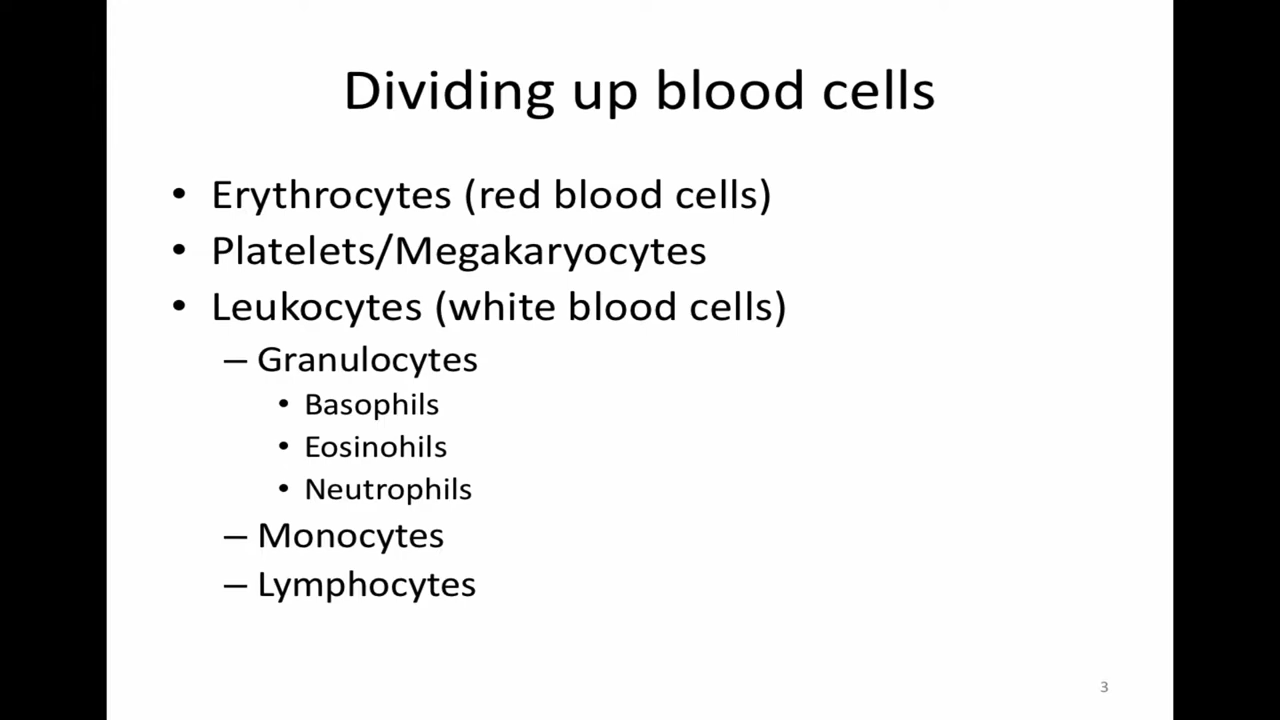 Dividing up blood cells
• Erythrocytes (red blood cells)
• Platelets/Megakaryocytes
• Leukocytes (white blood cells)
– Granulocytes
• Basophils
• Eosinohils
• Neutrophils
– Monocytes
– Lymphocytes
3